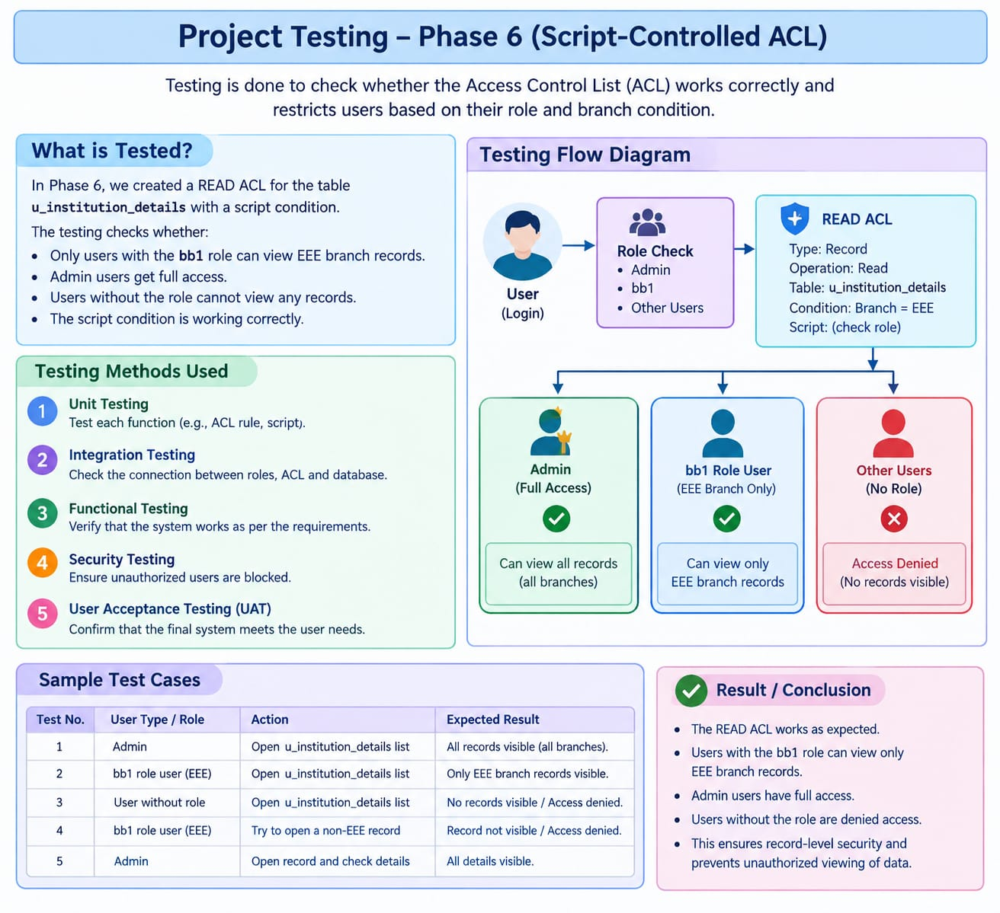 Project Testing – Phase 6 (Script-Controlled ACL)
Testing is done to check whether the Access Control List (ACL) works correctly and
restricts users based on their role and branch condition.
What is Tested?
In Phase 6, we created a READ ACL for the table
u_institution_details with a script condition.
The testing checks whether:
• Only users with the bb1 role can view EEE branch records.
• Admin users get full access.
• Users without the role cannot view any records.
• The script condition is working correctly.
Testing Methods Used
1 Unit Testing
Test each function (e.g., ACL rule, script).
2 Integration Testing
Check the connection between roles, ACL and database.
3 Functional Testing
Verify that the system works as per the requirements.
4 Security Testing
Ensure unauthorized users are blocked.
5 User Acceptance Testing (UAT)
Confirm that the final system meets the user needs.
Testing Flow Diagram
User
(Login)
Role Check
• Admin
• bb1
• Other Users
READ ACL
Type: Record
Operation: Read
Table: u_institution_details
Condition: Branch = EEE
Script: (check role)
Admin
(Full Access)
Can view all records
(all branches)
bb1 Role User
(EEE Branch Only)
Can view only
EEE branch records
Other Users
(No Role)
Access Denied
(No records visible)
Sample Test Cases
Test No. User Type / Role Action Expected Result
1 Admin Open u_institution_details list All records visible (all branches).
2 bb1 role user (EEE) Open u_institution_details list Only EEE branch records visible.
3 User without role Open u_institution_details list No records visible / Access denied.
4 bb1 role user (EEE) Try to open a non-EEE record Record not visible / Access denied.
5 Admin Open record and check details All details visible.
Result / Conclusion
• The READ ACL works as expected.
• Users with the bb1 role can view only
EEE branch records.
• Admin users have full access.
• Users without the role are denied access.
• This ensures record-level security and
prevents unauthorized viewing of data.